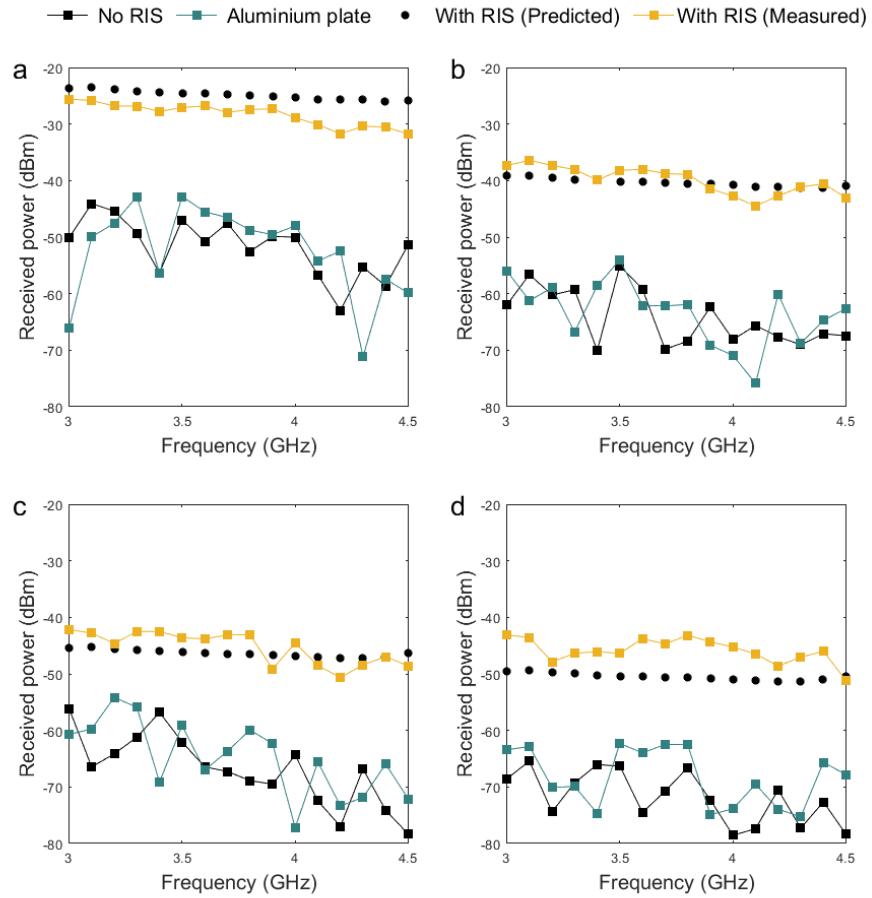 No RIS Aluminium plate With RIS (Predicted) With RIS (Measured)
a
-20
-30
-40
-50
-60
-70
-80
Received power (dBm)
3 3.5 4 4.5
Frequency (GHz)
b
-20
-30
-40
-50
-60
-70
-80
Received power (dBm)
3 3.5 4 4.5
Frequency (GHz)
c
-20
-30
-40
-50
-60
-70
-80
Received power (dBm)
3 3.5 4 4.5
Frequency (GHz)
d
-20
-30
-40
-50
-60
-70
-80
Received power (dBm)
3 3.5 4 4.5
Frequency (GHz)